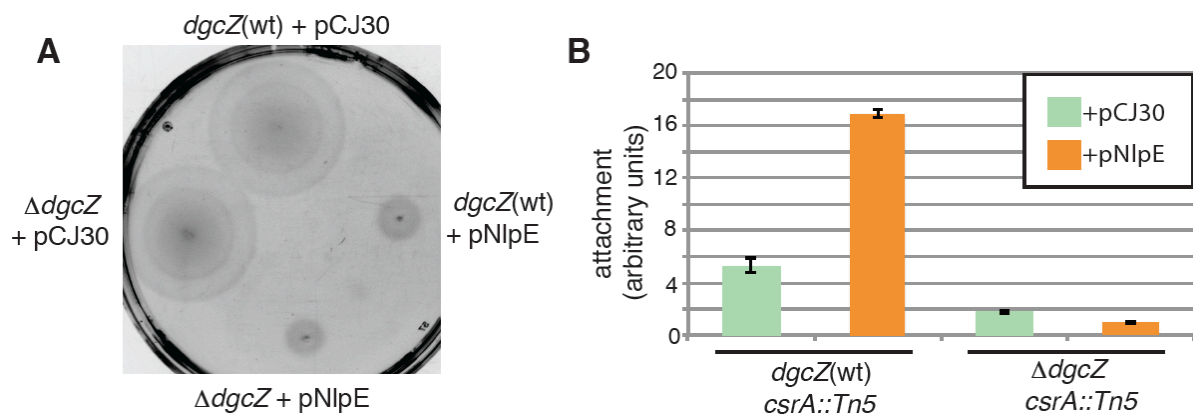 A
dgcZ(wt) + pCJ30
ΔdgcZ
+ pCJ30
dgcZ(wt)
+ pNlpE
ΔdgcZ + pNlpE
B
attachment
(arbitrary units)
20
16
12
8
4
0
+pCJ30
+pNlpE
dgcZ(wt)
csrA::Tn5
ΔdgcZ
csrA::Tn5